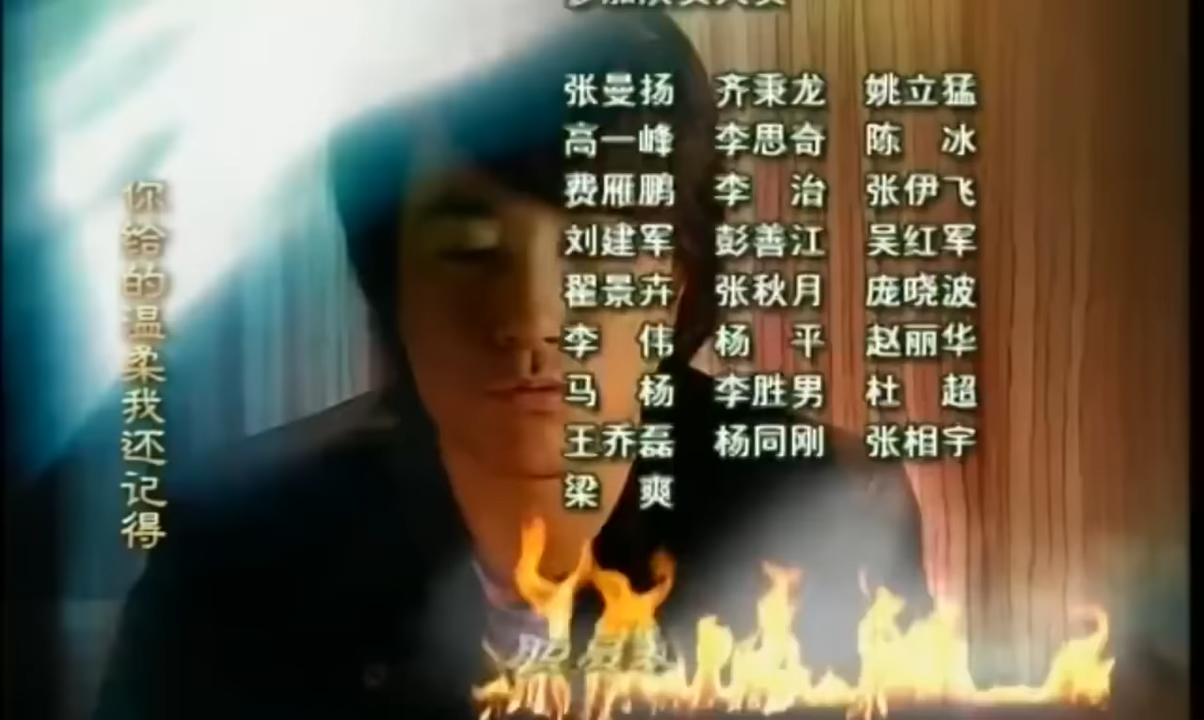 张曼扬 齐秉龙 姚立猛
高一峰 李思奇 陈 冰
费雁鹏 李 治 张伊飞
刘建军 彭善江 吴红军
翟景卉 张秋月 庞晓波
李 伟 杨 平 赵丽华
马 杨 李胜男 杜 超
王乔磊 杨同刚 张相宇
梁 爽
你给的温柔我还记得